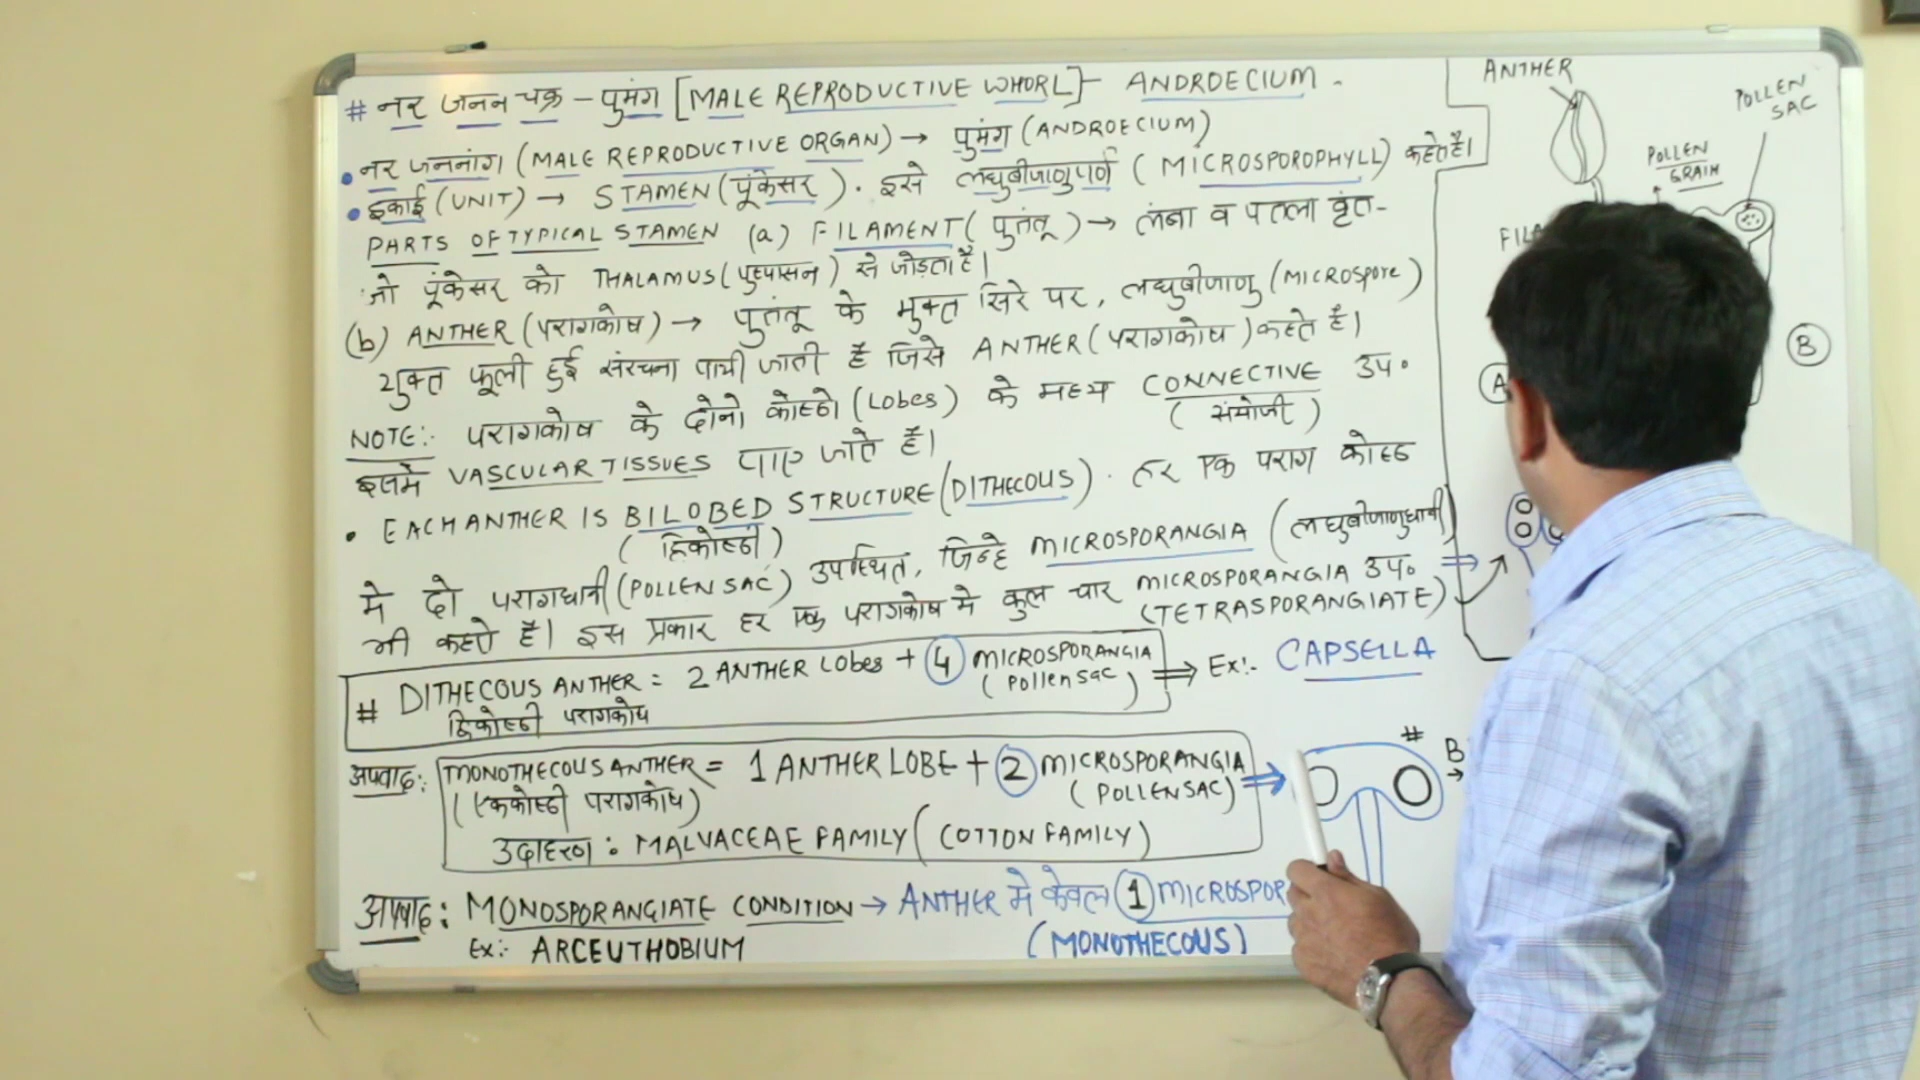 # नर जनन चक्र – पुमंग [MALE REPRODUCTIVE WHORL] – ANDROECIUM -
• नर जननांग (MALE REPRODUCTIVE ORGAN) → पुमंग (ANDROECIUM)
• इकाई (UNIT) → STAMEN (पूंकेसर). इसे लघुबीजाणुपर्ण (MICROSPOROPHYLL) कहते है।
PARTS OF TYPICAL STAMEN (a) FILAMENT (पुतंतू) → लंबा व पतला वृंत-
जो पूंकेसर को THALAMUS (पुष्पासन) से जोड़ता है।
(b) ANTHER (परागकोष) → पुतंतू के मुक्त सिरे पर, लघुबीजाणु (MICROSPORE)
युक्त फूली हुई संरचना पायी जाती है जिसे ANTHER (परागकोष) कहते है।
NOTE:- परागकोष के दोनो कोष्ठो (Lobes) के मध्य CONNECTIVE उप०
(संयोजी)
इसमे VASCULAR TISSUES पाए जाते है।
• EACH ANTHER IS BILOBED STRUCTURE (DITHECOUS). हर एक पराग कोष्ठ
(द्विकोष्ठी)
मे दो परागधानी (POLLEN SAC) उपस्थित, जिन्हे MICROSPORANGIA (लघुबीजाणुधानी)
भी कहते है। इस प्रकार हर एक परागकोष मे कुल चार MICROSPORANGIA उप०
(TETRASPORANGIATE)
# DITHECOUS ANTHER = 2 ANTHER Lobes + 4 MICROSPORANGIA ⇒ Ex:- CAPSELLA
द्विकोष्ठी परागकोष (Pollen sac)
अपवाद: MONOTHECOUS ANTHER = 1 ANTHER LOBE + 2 MICROSPORANGIA ⇒
(एककोष्ठी परागकोष) (POLLEN SAC)
उदाहरण: MALVACEAE FAMILY (COTTON FAMILY)
अपवाद: MONOSPORANGIATE CONDITION → ANTHER मे केवल 1 MICROSPOR
Ex:- ARCEUTHOBIUM (MONOTHECOUS)
ANTHER
POLLEN SAC
POLLEN GRAIN
A
B
#
B →